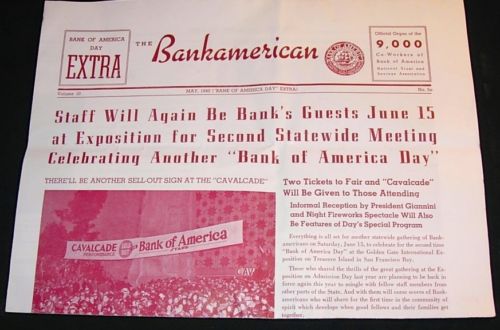 BANK OF AMERICA
DAY
EXTRA
THE Bankamerican
Official Organ of the
9,000
Co-Workers of
Bank of America
National Trust and
Savings Association
Volume
MAY, 1940 ("BANK OF AMERICA DAY" EXTRA)
No. 5a
Staff Will Again Be Bank's Guests June 15
at Exposition for Second Statewide Meeting
Celebrating Another "Bank of America Day"
THERE'LL BE ANOTHER SELL-OUT SIGN AT THE "CAVALCADE"
CAVALCADE
PERFORMANCE
Bank of America
Two Tickets to Fair and "Cavalcade"
Will Be Given to Those Attending
Informal Reception by President Giannini
and Night Fireworks Spectacle Will Also
Be Features of Day's Special Program
Everything is all set for another statewide gathering of Bank-
americans on Saturday, June 15, to celebrate for the second time
"Bank of America Day" at the Golden Gate International Expo-
sition on Treasure Island in San Francisco Bay.
Those who shared the thrills of the great gathering at the Ex-
position on Admission Day last year are planning to be back in
force again this year to mingle with fellow staff members from
other parts of the State. And with them will come scores of Bank-
americans who will share for the first time in the community of
spirit which develops when good fellows and their families get
together.